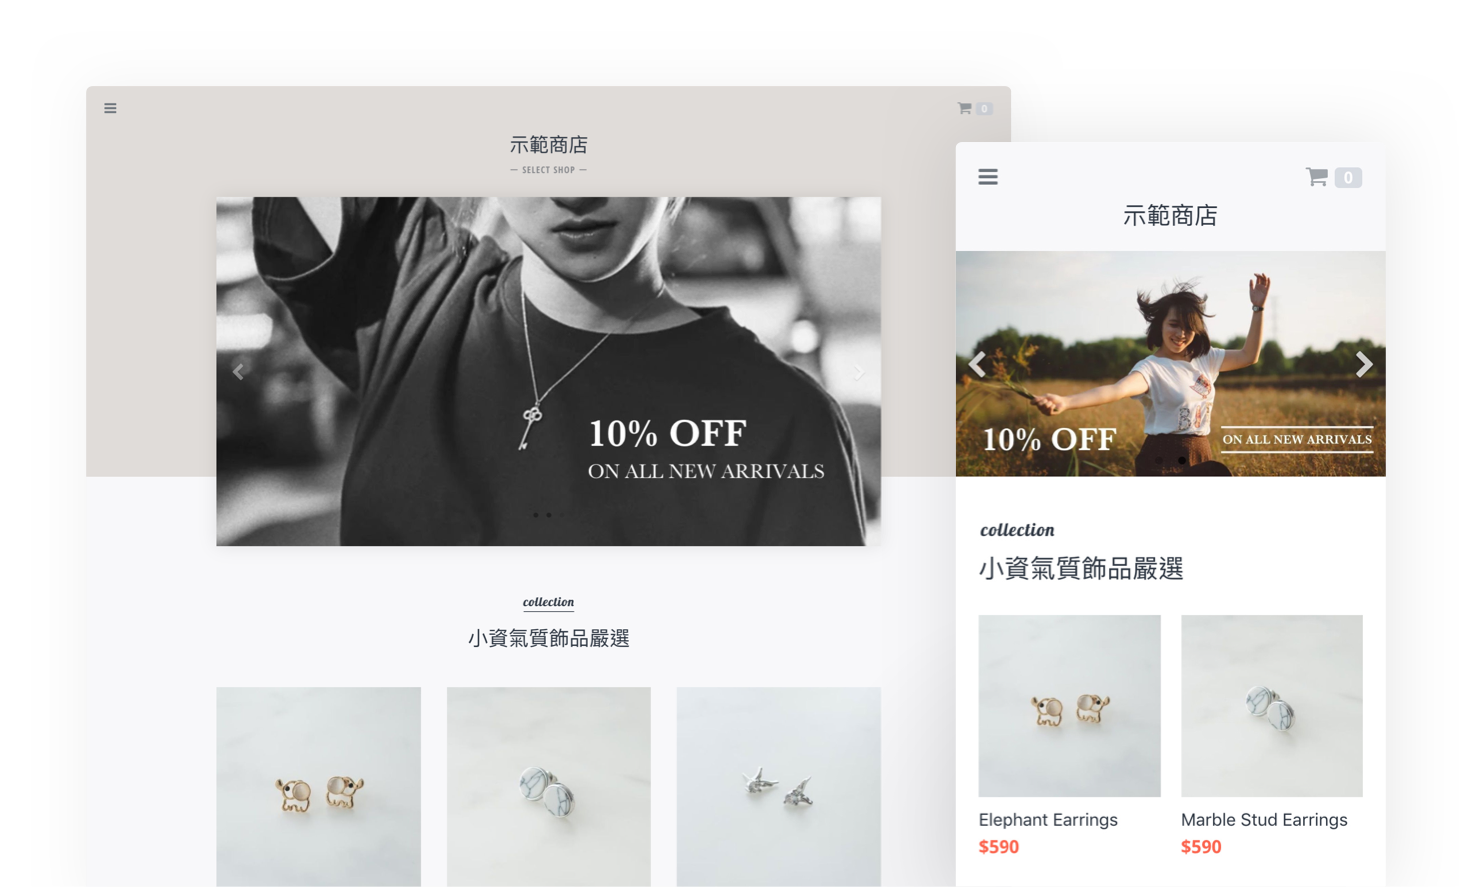 0
示範商店
— SELECT SHOP —
10% OFF
ON ALL NEW ARRIVALS
collection
小資氣質飾品嚴選
0
示範商店
10% OFF
ON ALL NEW ARRIVALS
collection
小資氣質飾品嚴選
Elephant Earrings
$590
Marble Stud Earrings
$590